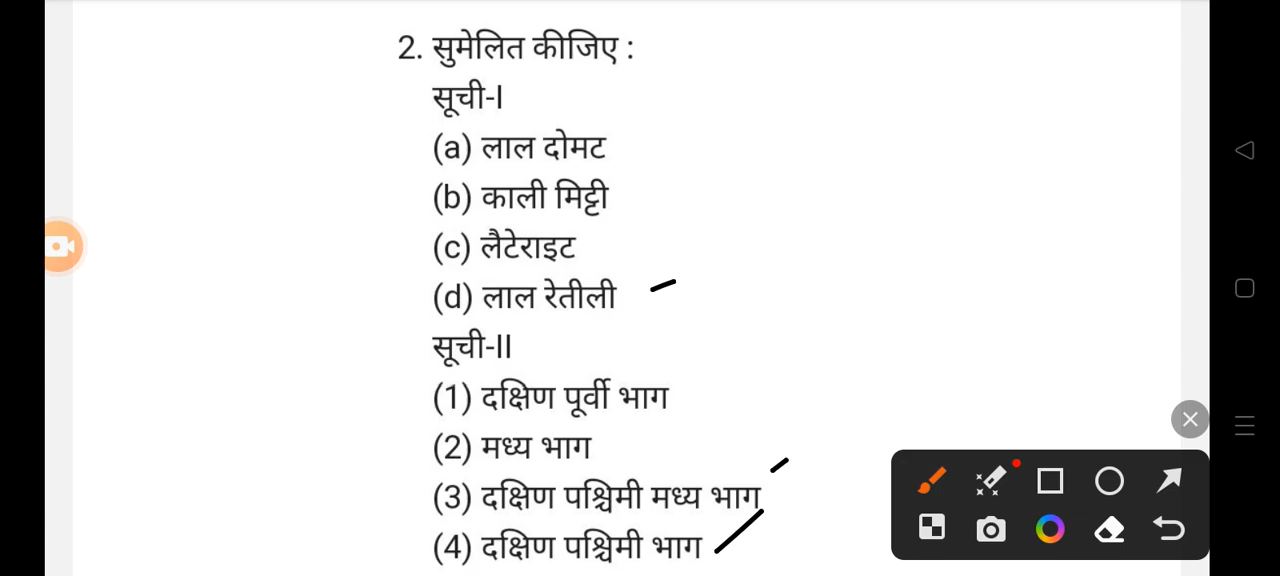 2. सुमेलित कीजिए :
सूची-I
(a) लाल दोमट
(b) काली मिट्टी
(c) लैटेराइट
(d) लाल रेतीली
सूची-II
(1) दक्षिण पूर्वी भाग
(2) मध्य भाग
(3) दक्षिण पश्चिमी मध्य भाग
(4) दक्षिण पश्चिमी भाग